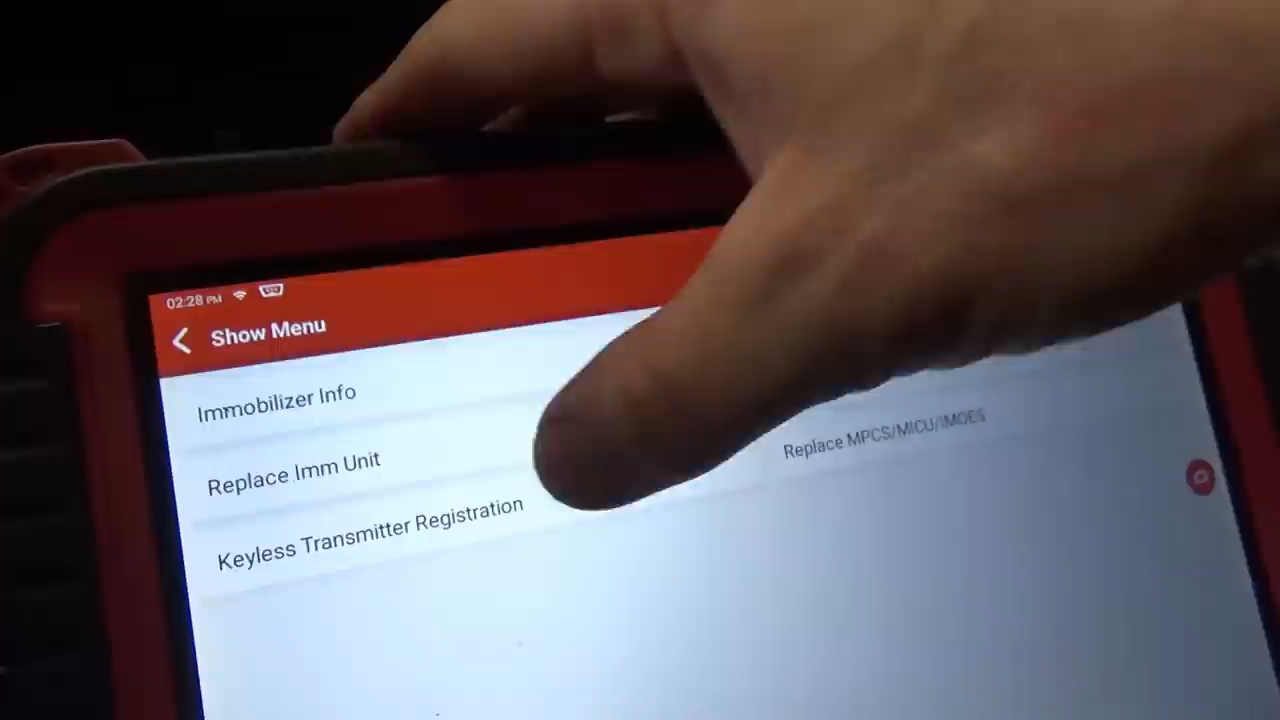 02:28 PM
Show Menu
Immobilizer Info
Replace Imm Unit
Replace MPCS/MICU/IMOES
Keyless Transmitter Registration